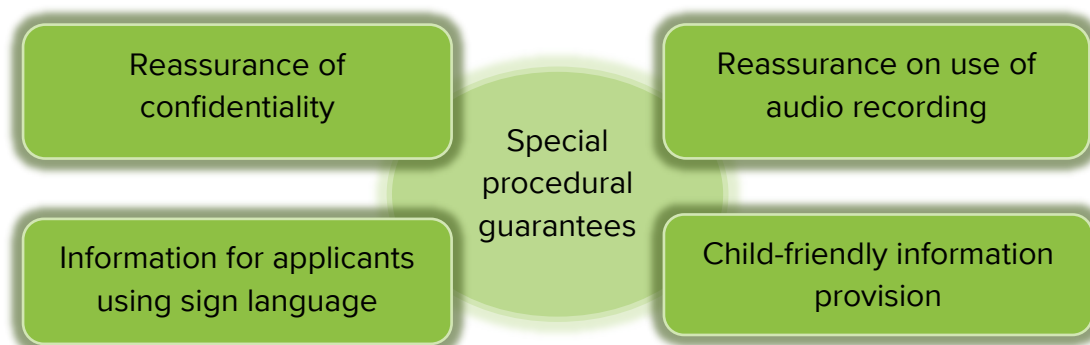 Reassurance of
confidentiality
Reassurance on use of
audio recording
Special
procedural
guarantees
Information for applicants
using sign language
Child-friendly information
provision